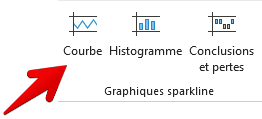 Courbe Histogramme Conclusions
et pertes
Graphiques sparkline